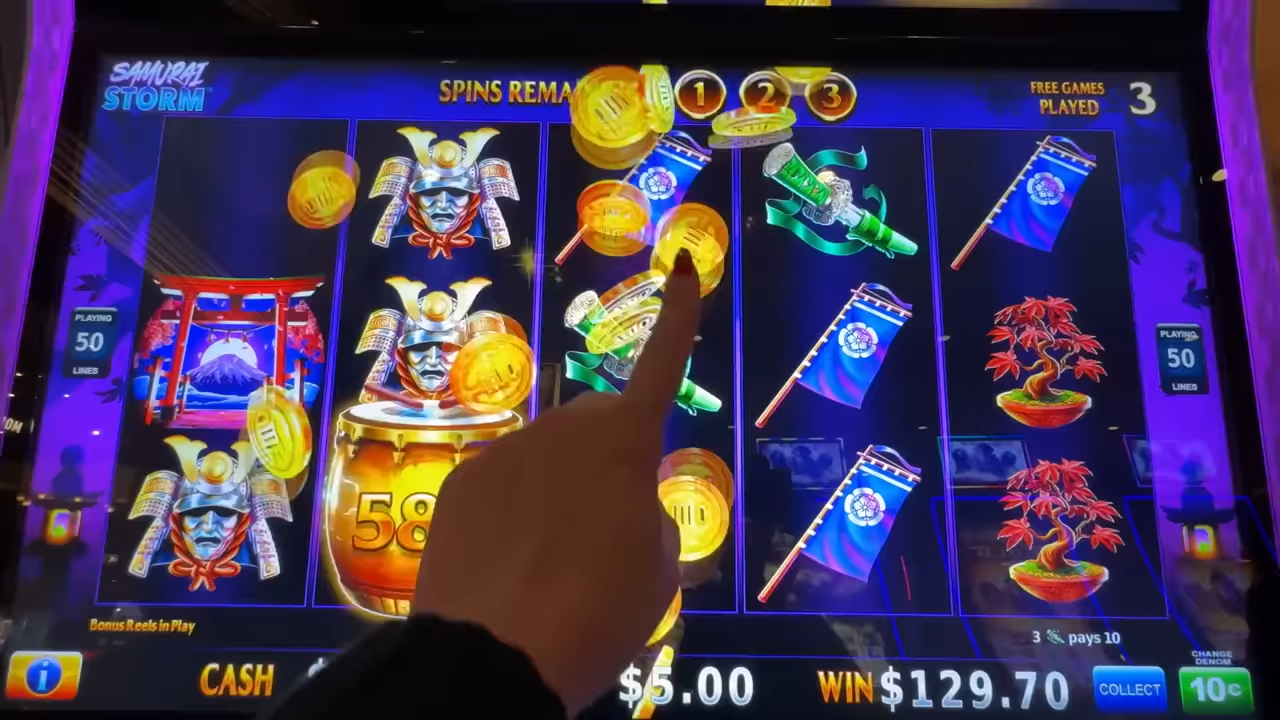 SAMURAI
STORM
SPINS
1 2 3
FREE GAMES
PLAYED 3
PLAYING
50
LINES
PLAYING
50
LINES
58
Bonus Reels in Play
3 pays 10
CASH $
$5.00
WIN $129.70
COLLECT
CHANGE
DENOM
10¢